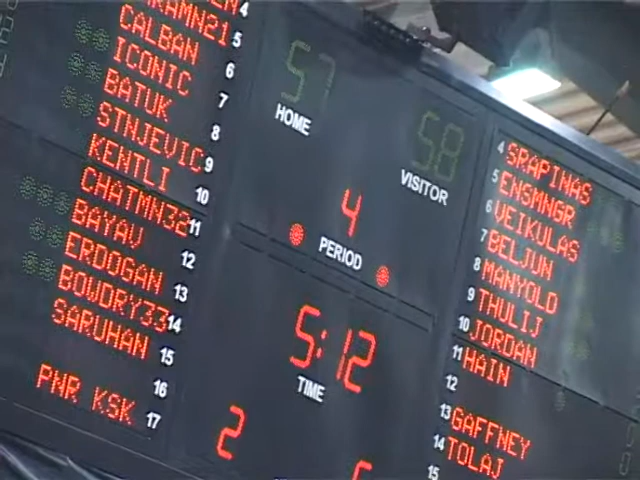 4
RAMN21 5
CALBAN 6
ICONIC 7
BATUK 8
STNJEVIC 9
KENTLI 10
CHATMN32 11
BAYAV 12
ERDOGAN 13
BOWDRY33 14
SARUHAN 15
16
PNR KSK 17
57
HOME
58
VISITOR
4
PERIOD
5:12
TIME
2
4 SRAPINAS
5 ENSMNGR
6 VEIKULAS
7 BELJUN
8 MANYOLD
9 THULIJ
10 JORDAN
11 HAIN
12
13 GAFFNEY
14 TOLAJ
15